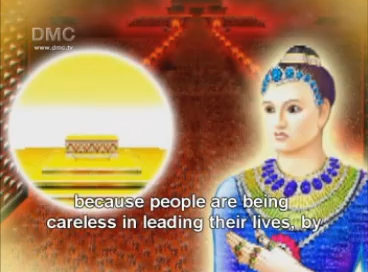 DMC
www.dmc.tv
because people are being
careless in leading their lives, by